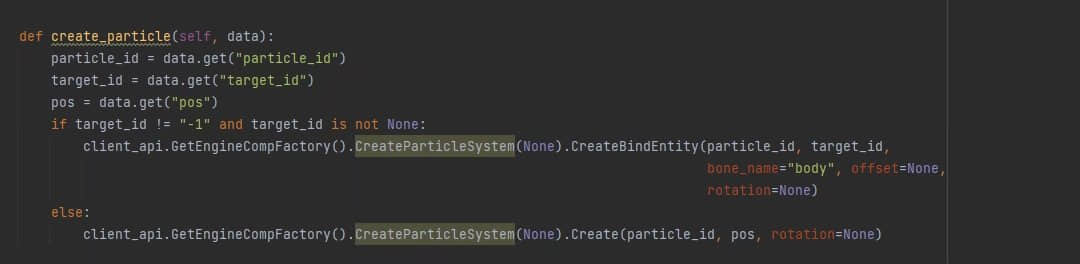 def create_particle(self, data):
    particle_id = data.get("particle_id")
    target_id = data.get("target_id")
    pos = data.get("pos")
    if target_id != "-1" and target_id is not None:
        client_api.GetEngineCompFactory().CreateParticleSystem(None).CreateBindEntity(particle_id, target_id,
                                                                                      bone_name="body", offset=None,
                                                                                      rotation=None)
    else:
        client_api.GetEngineCompFactory().CreateParticleSystem(None).Create(particle_id, pos, rotation=None)